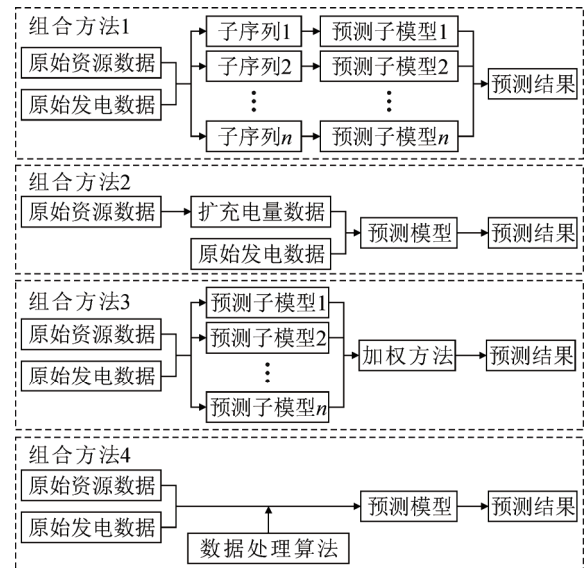 组合方法1
原始资源数据
原始发电数据
子序列1
预测子模型1
子序列2
预测子模型2
子序列n
预测子模型n
预测结果
组合方法2
原始资源数据
扩充电量数据
原始发电数据
预测模型
预测结果
组合方法3
原始资源数据
原始发电数据
预测子模型1
预测子模型2
预测子模型n
加权方法
预测结果
组合方法4
原始资源数据
原始发电数据
数据处理算法
预测模型
预测结果